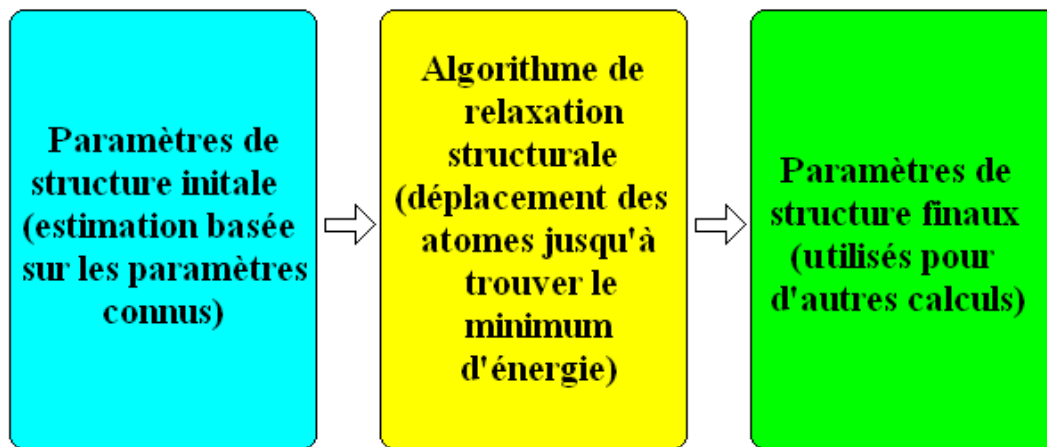 Paramètres de
structure initale
(estimation basée
sur les paramètres
connus)
Algorithme de
relaxation
structurale
(déplacement des
atomes jusqu'à
trouver le
minimum
d'énergie)
Paramètres de
structure finaux
(utilisés pour
d'autres calculs)